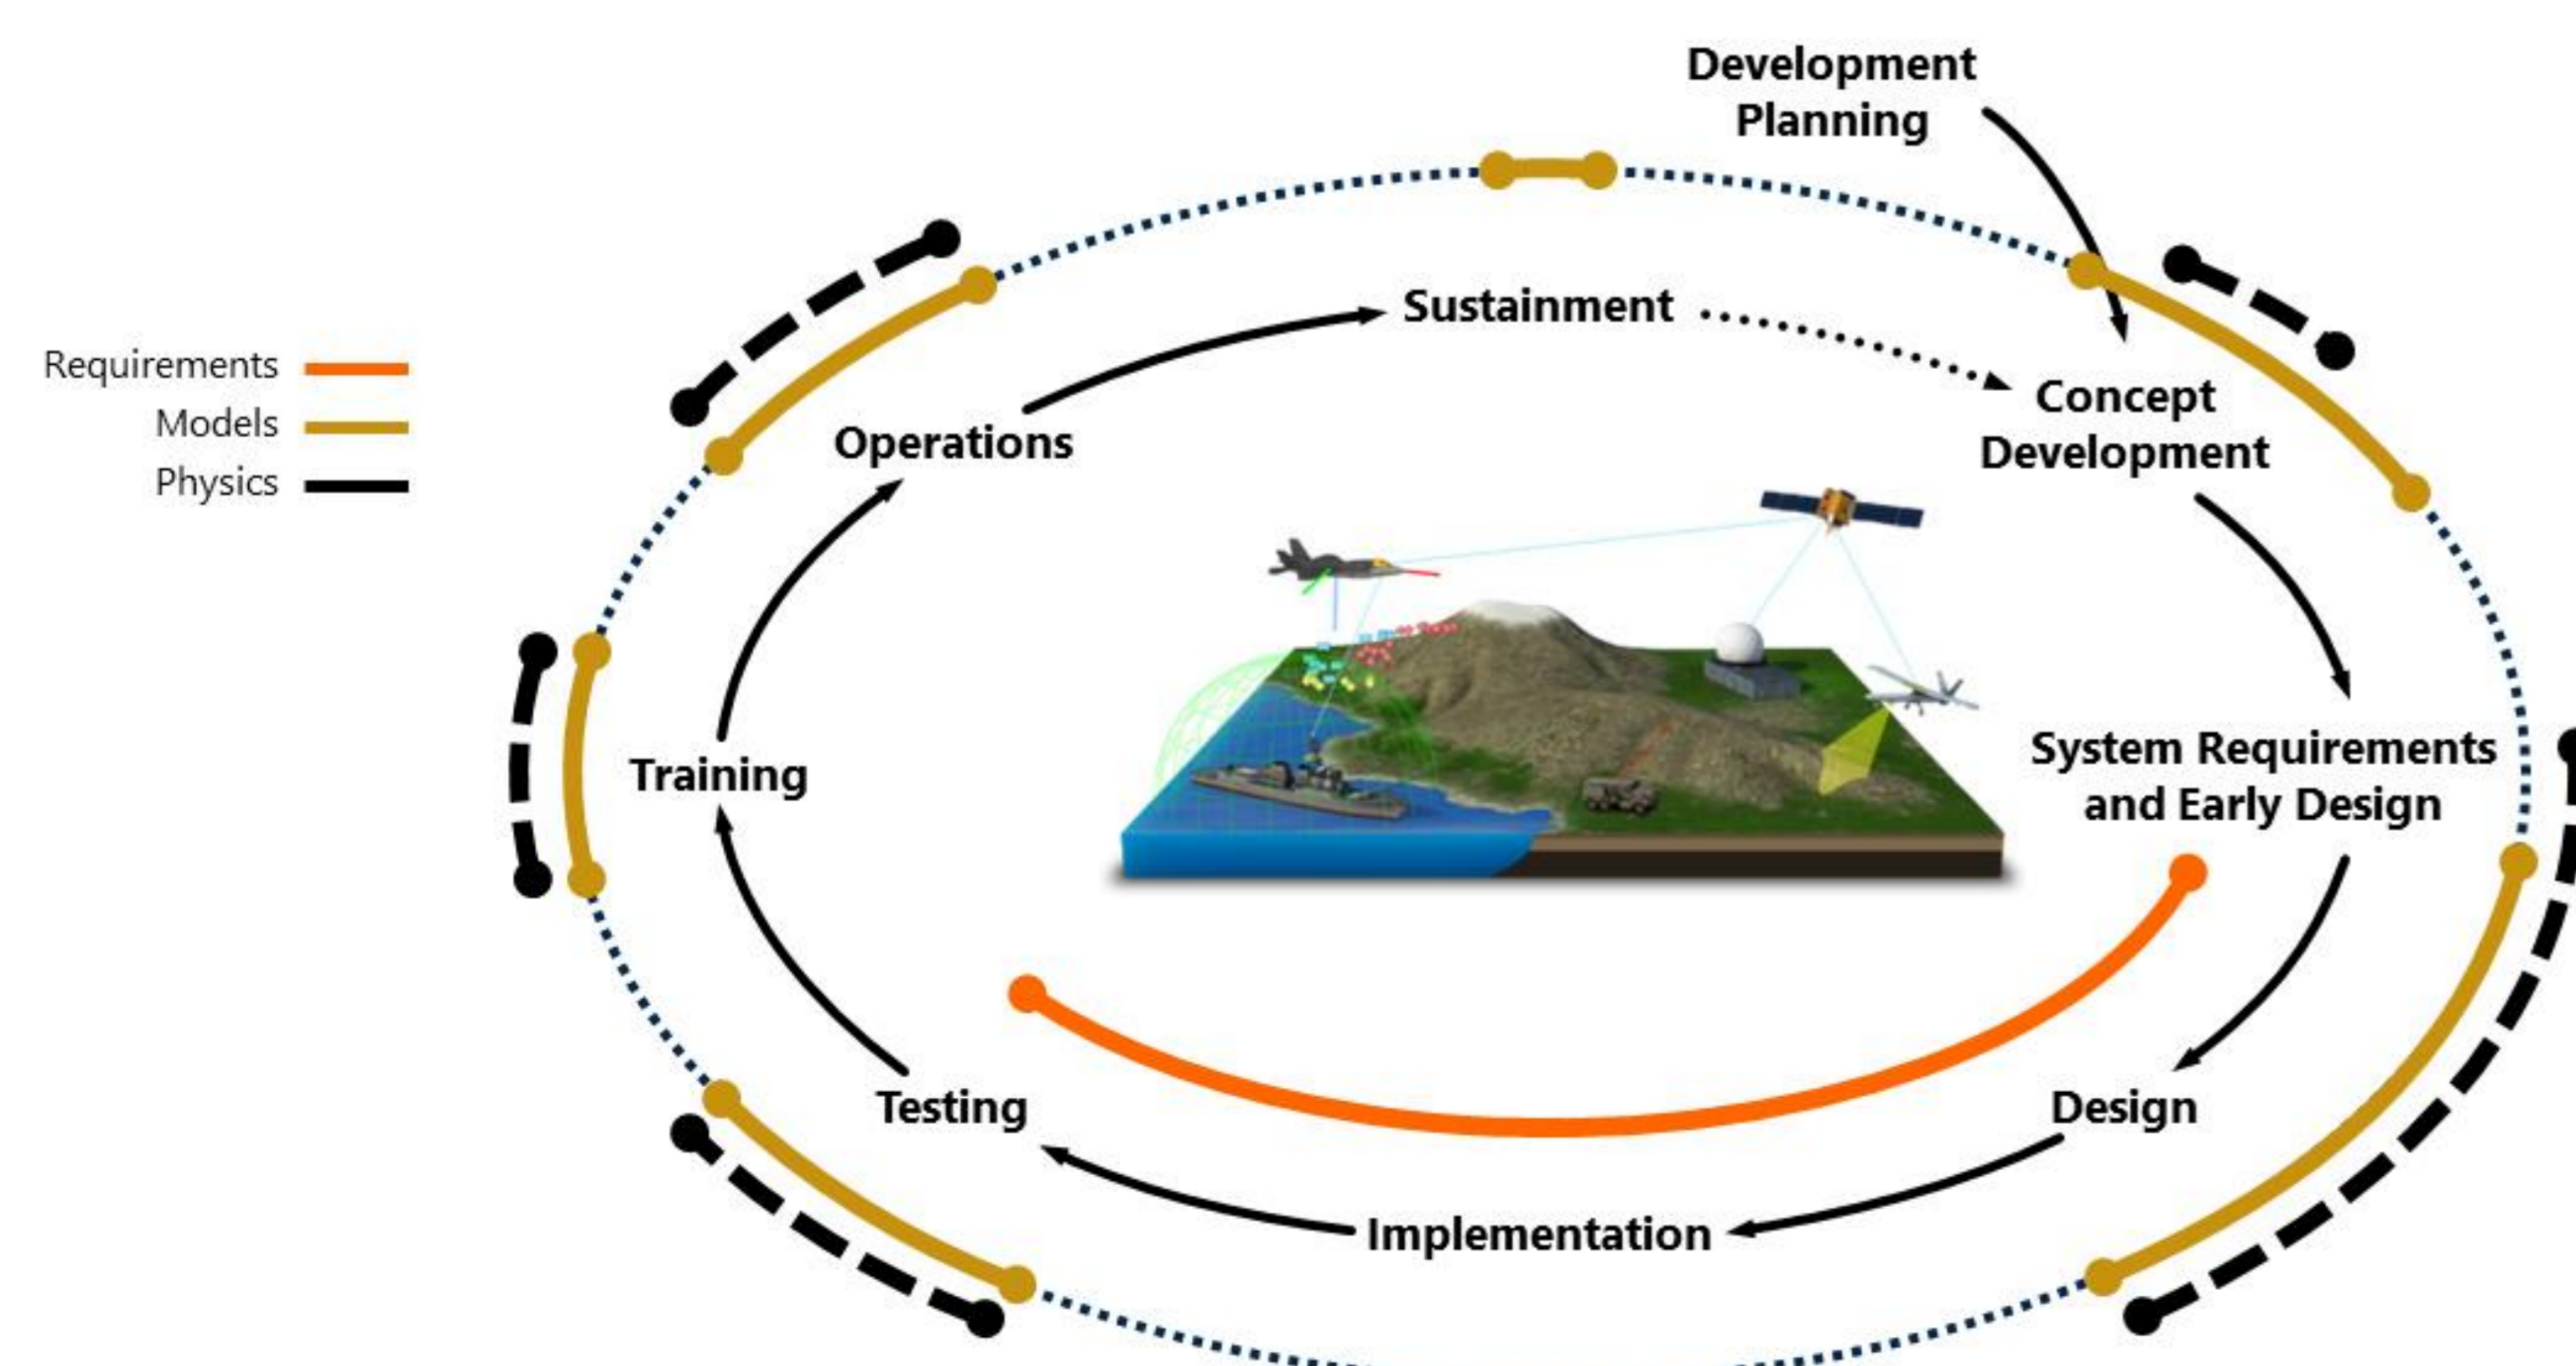 Development
Planning
Sustainment
Concept
Development
Requirements
Models
Physics
Operations
Training
System Requirements
and Early Design
Testing
Design
Implementation